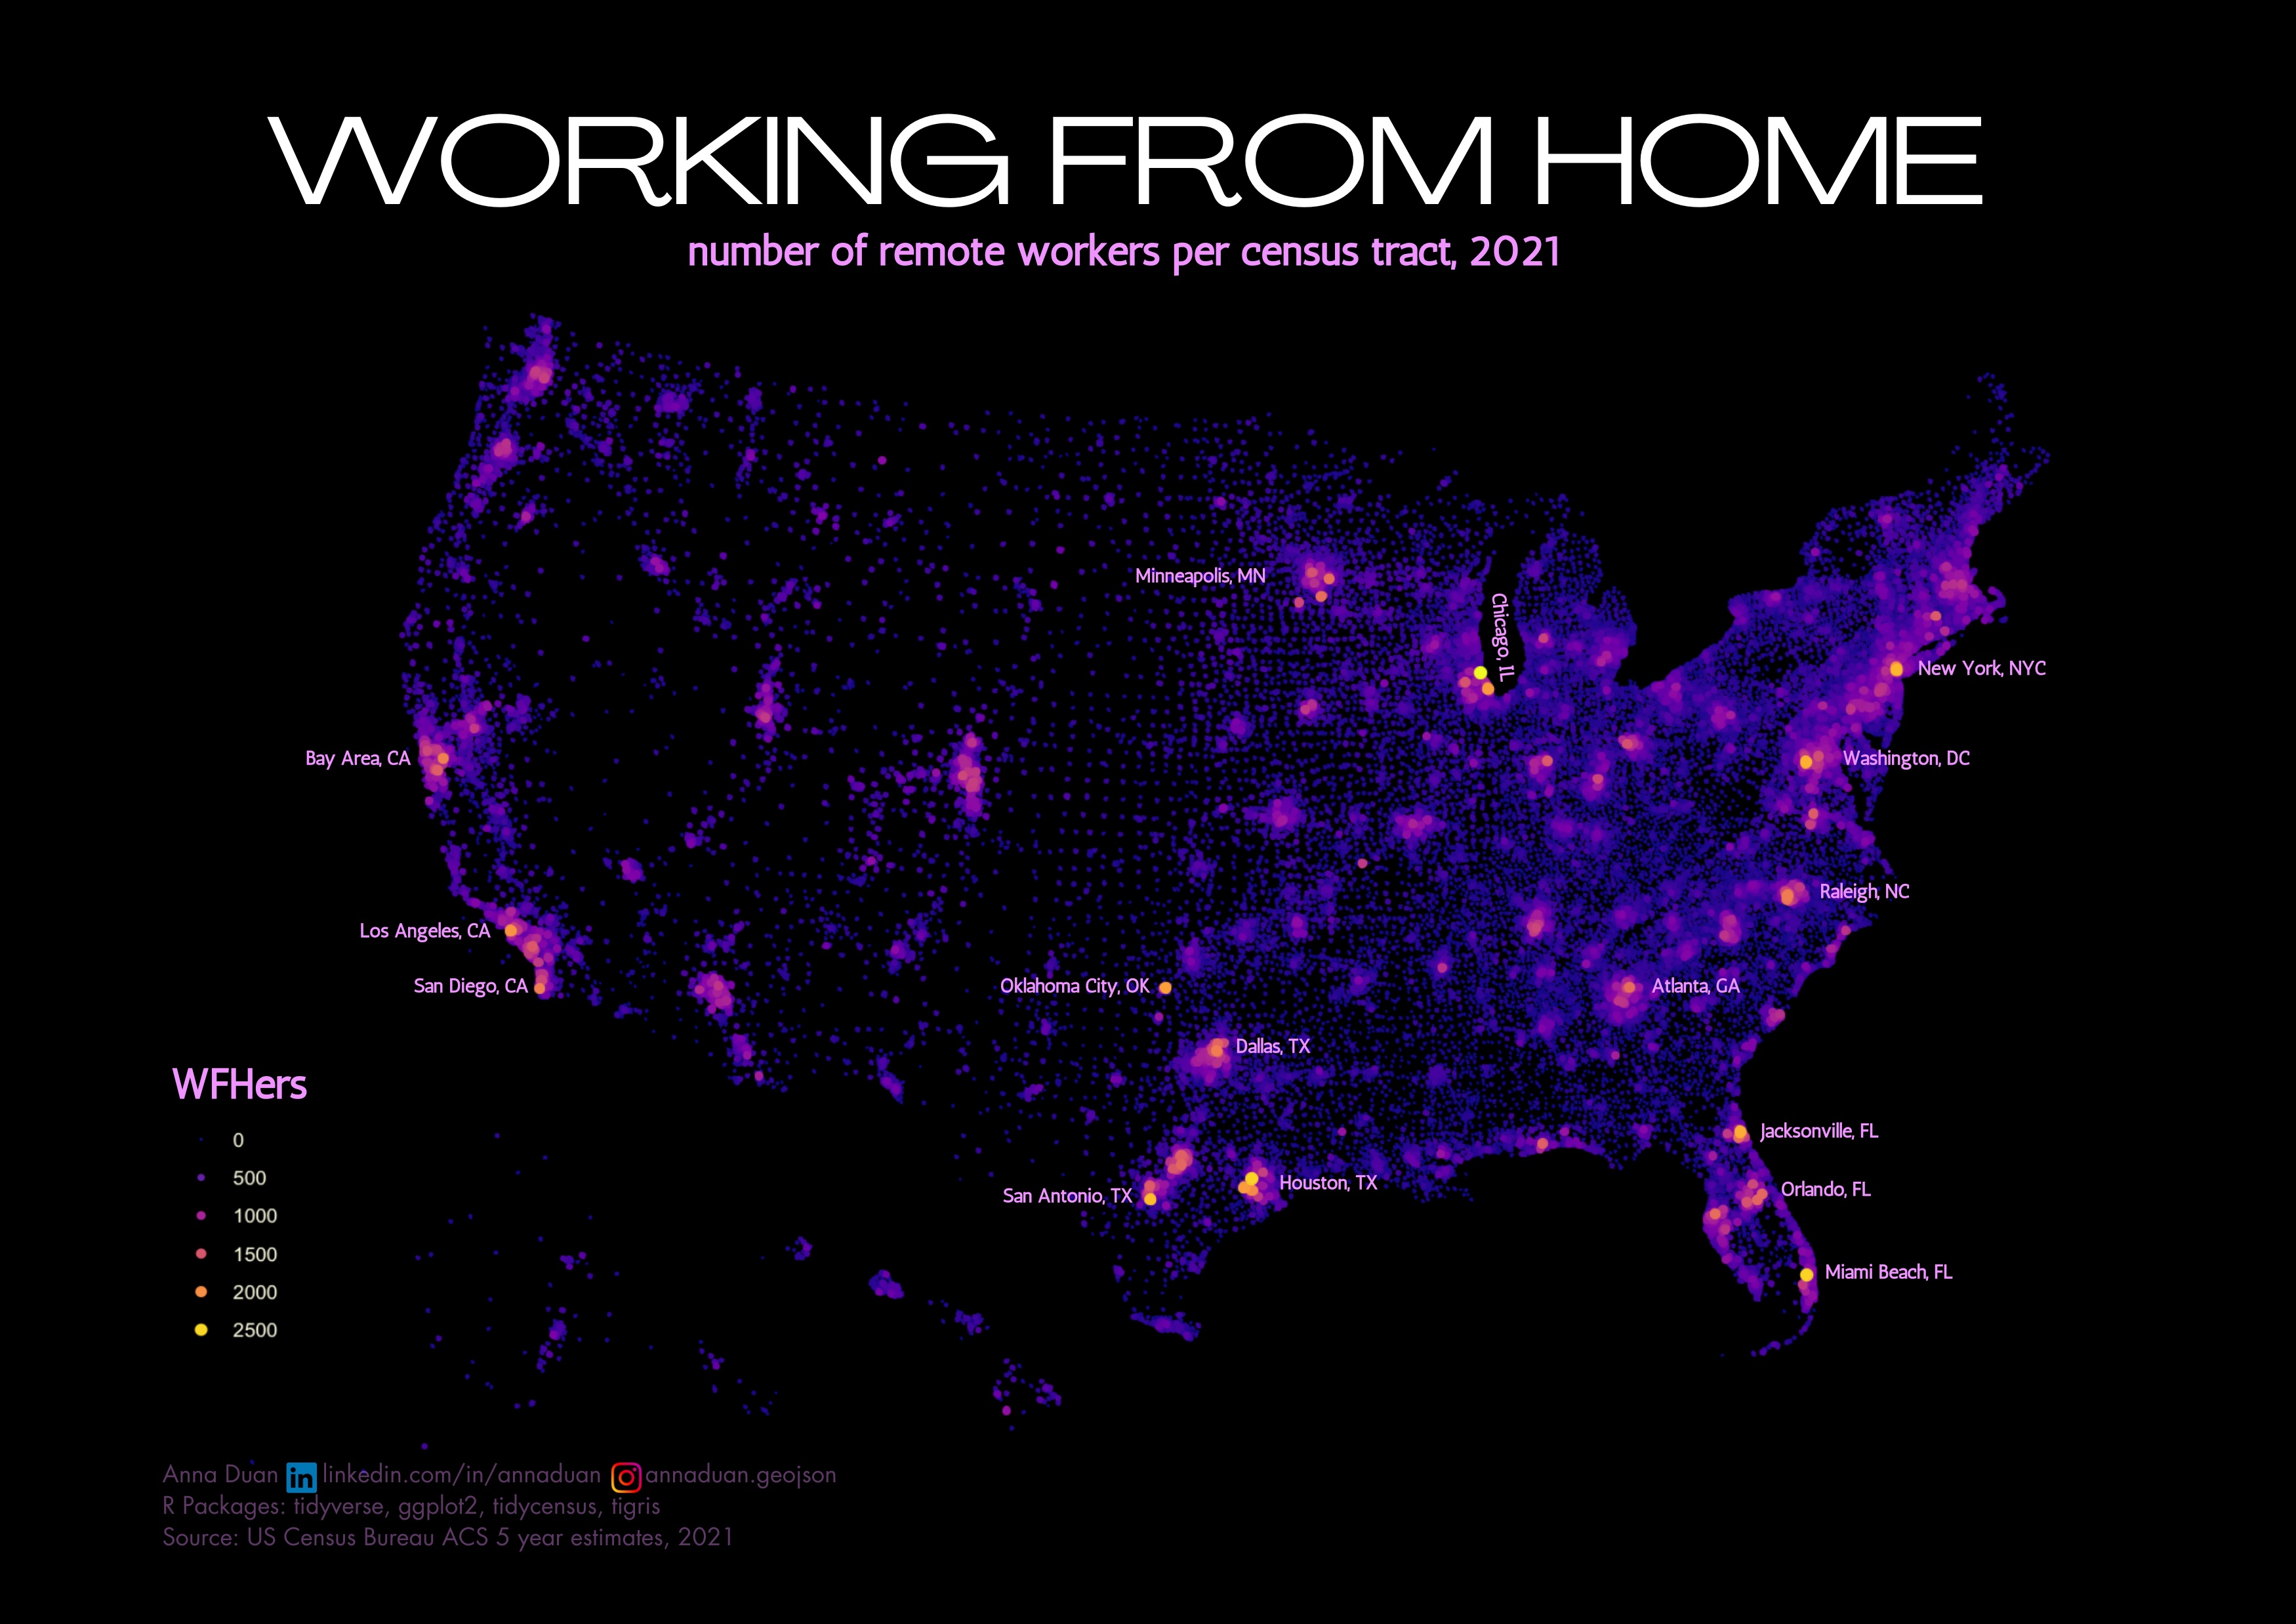 WORKING FROM HOME
number of remote workers per census tract, 2021
Minneapolis, MN
Chicago, IL
New York, NYC
Bay Area, CA
Washington, DC
Raleigh, NC
Los Angeles, CA
San Diego, CA
Oklahoma City, OK
Atlanta, GA
Dallas, TX
WFHers
0
500
1000
1500
2000
2500
Jacksonville, FL
Houston, TX
San Antonio, TX
Orlando, FL
Miami Beach, FL
Anna Duan in linkedin.com/in/annaduan annaduan.geojson
R Packages: tidyverse, ggplot2, tidycensus, tigris
Source: US Census Bureau ACS 5 year estimates, 2021